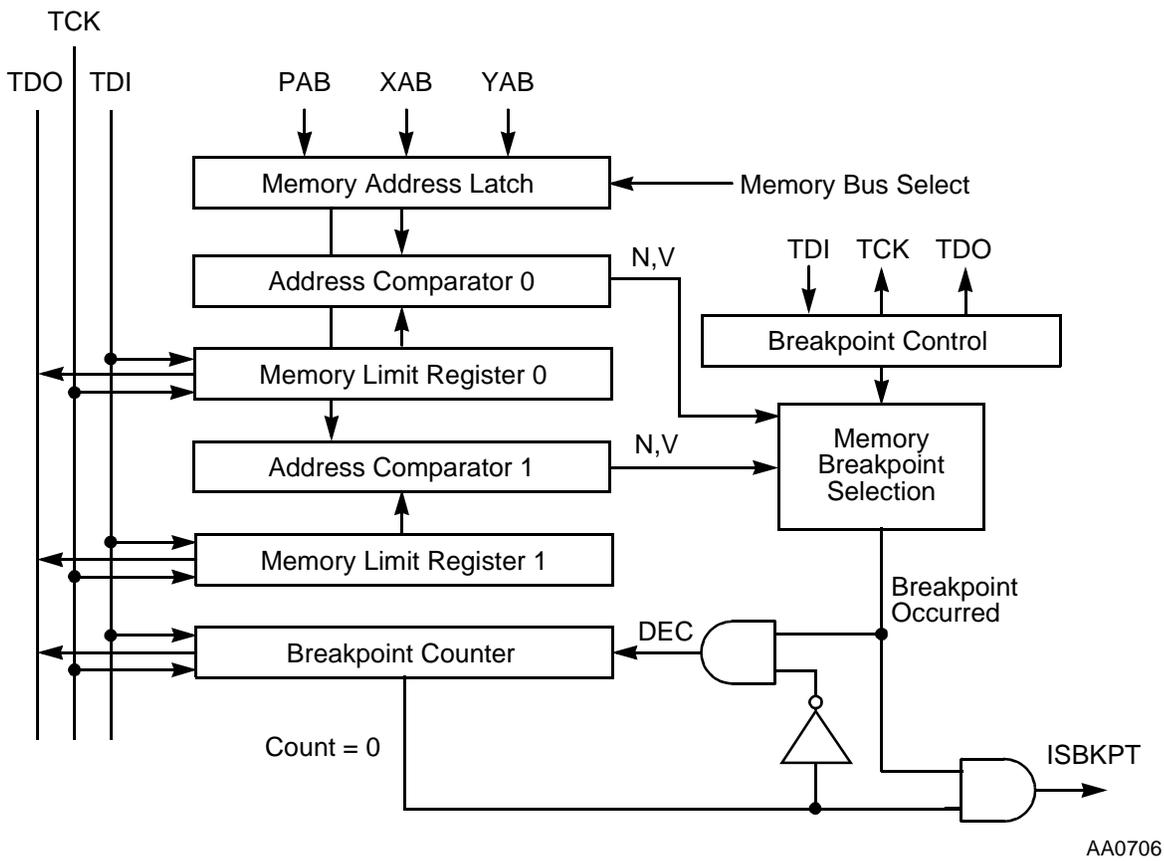 TCK
TDO TDI PAB XAB YAB
Memory Address Latch
Memory Bus Select
N,V
TDI TCK TDO
Address Comparator 0
Breakpoint Control
Memory Limit Register 0
Memory
Breakpoint
Selection
N,V
Address Comparator 1
Memory Limit Register 1
Breakpoint
Occurred
DEC
Breakpoint Counter
Count = 0
ISBKPT
AA0706